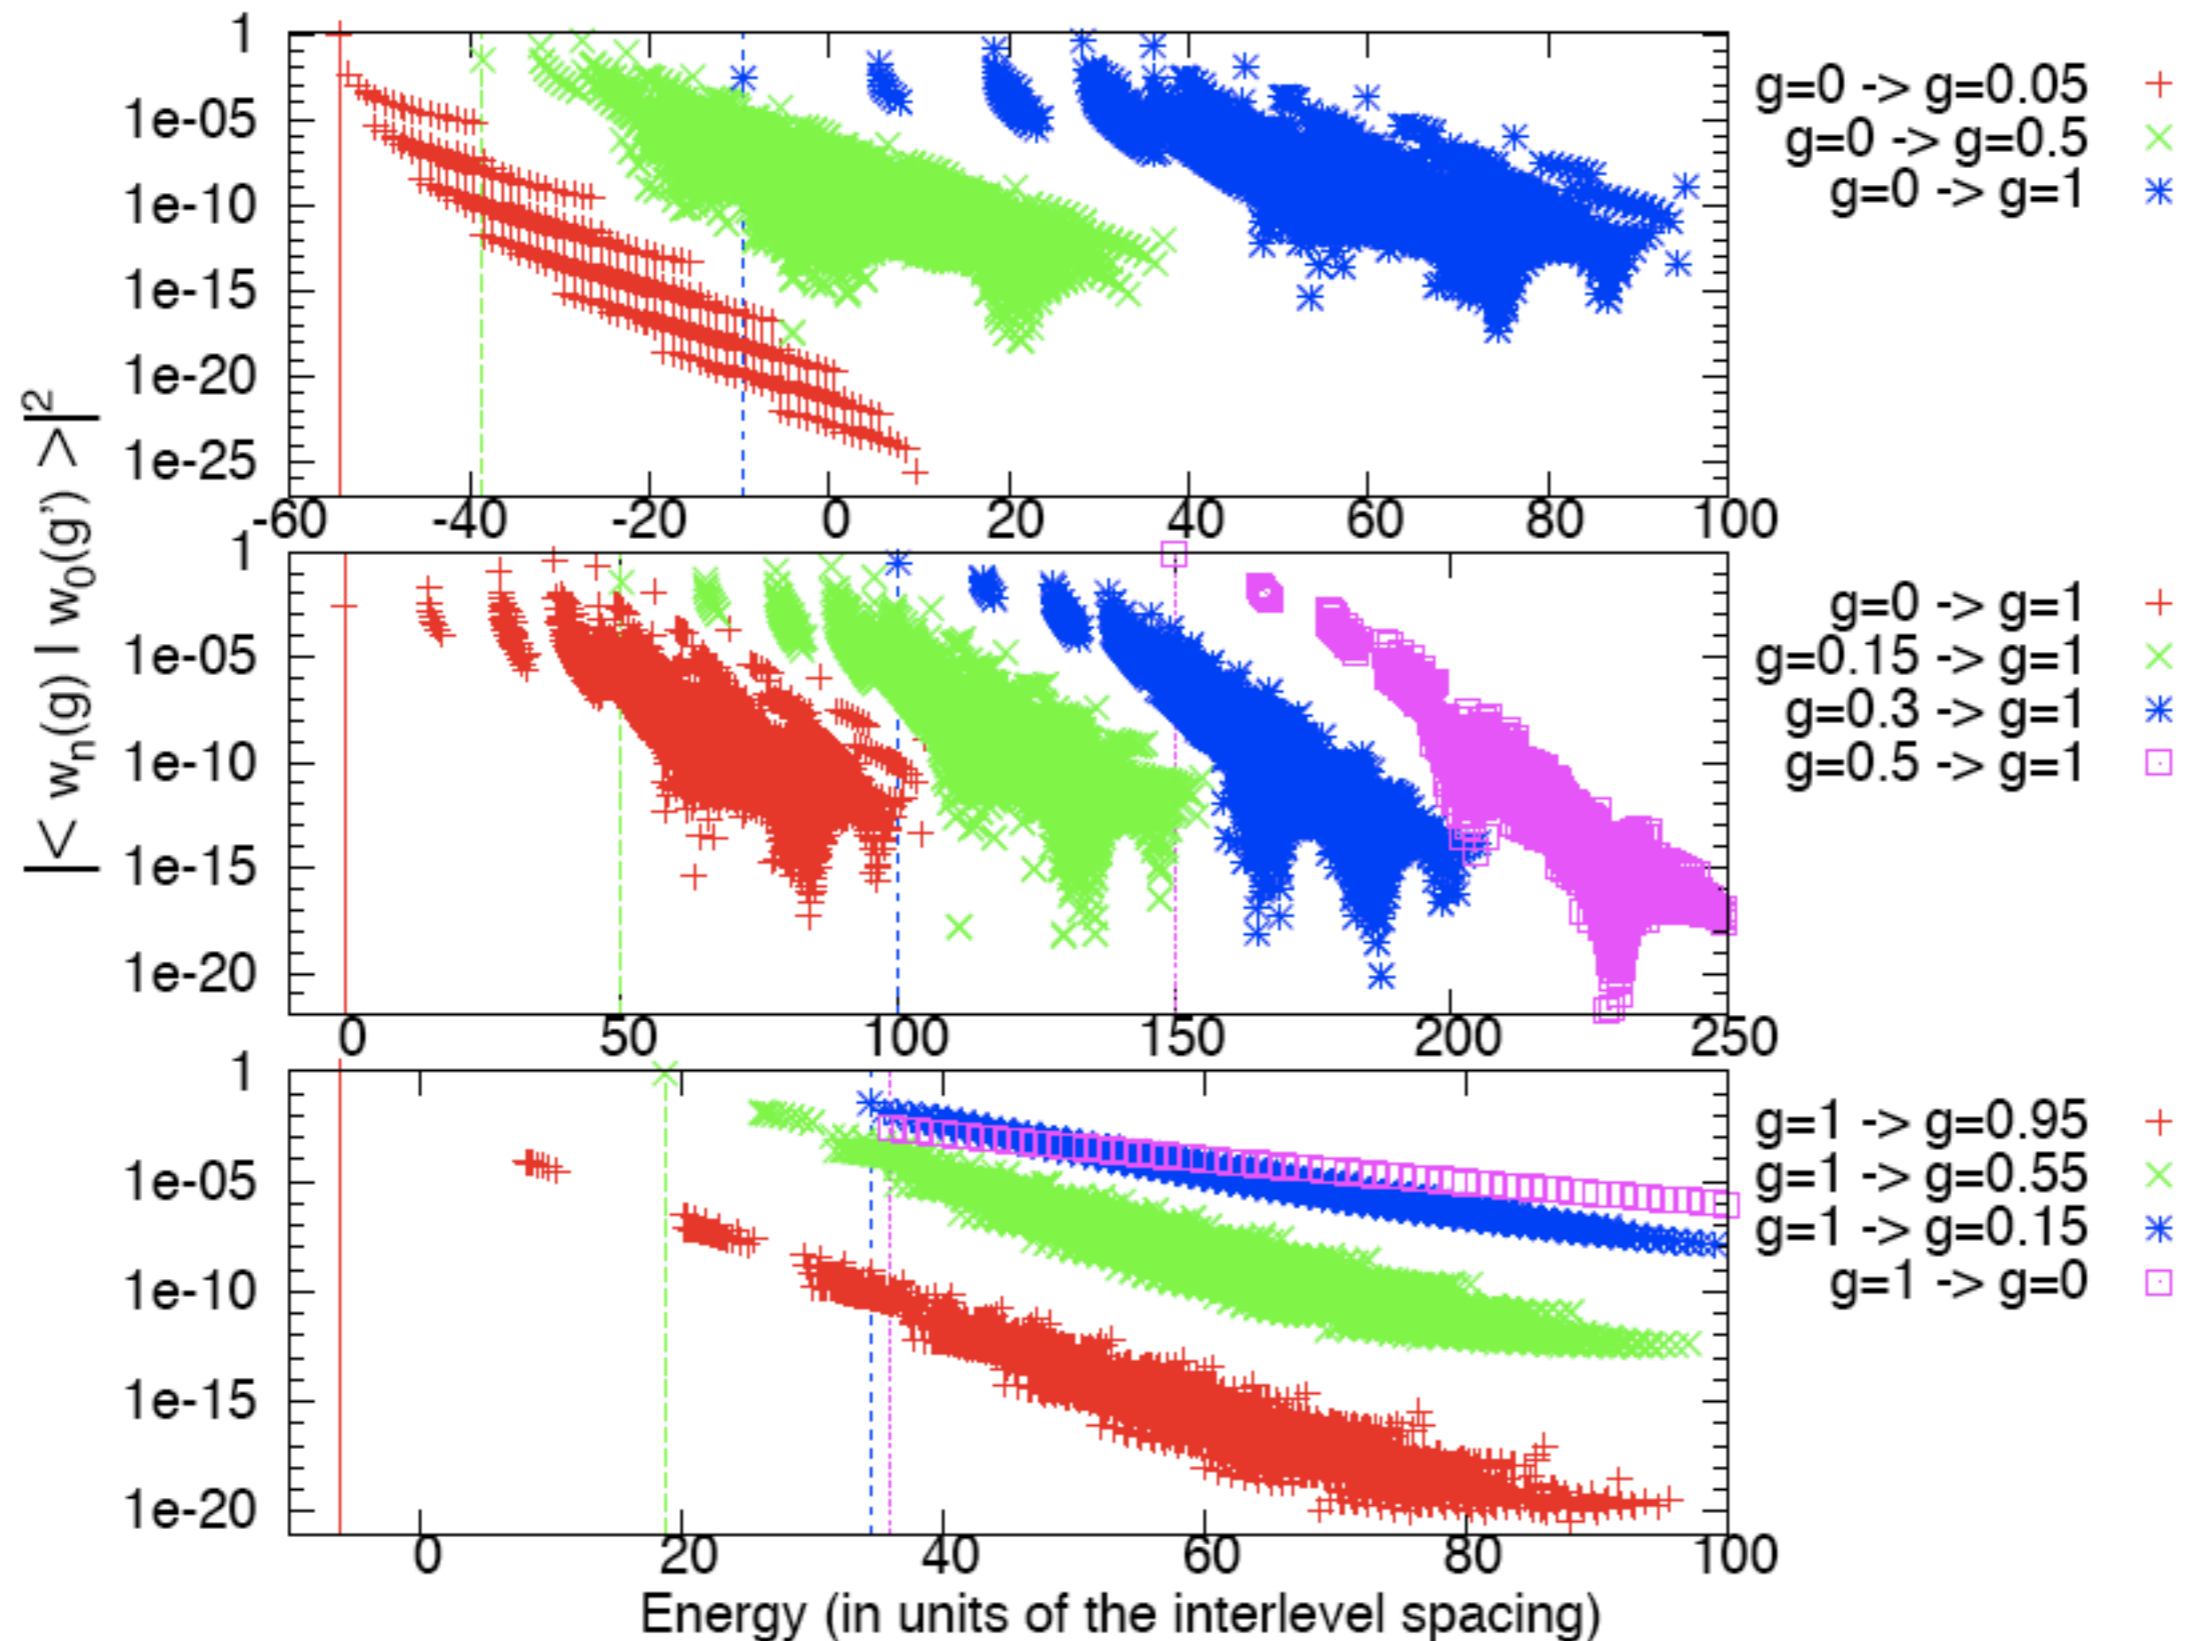 |< wn(g) | w0(g') >|²
1
1e-05
1e-10
1e-15
1e-20
1e-25
-60 -40 -20 0 20 40 60 80 100
g=0 -> g=0.05
g=0 -> g=0.5
g=0 -> g=1
1
1e-05
1e-10
1e-15
1e-20
0 50 100 150 200 250
g=0 -> g=1
g=0.15 -> g=1
g=0.3 -> g=1
g=0.5 -> g=1
1
1e-05
1e-10
1e-15
1e-20
0 20 40 60 80 100
g=1 -> g=0.95
g=1 -> g=0.55
g=1 -> g=0.15
g=1 -> g=0
Energy (in units of the interlevel spacing)